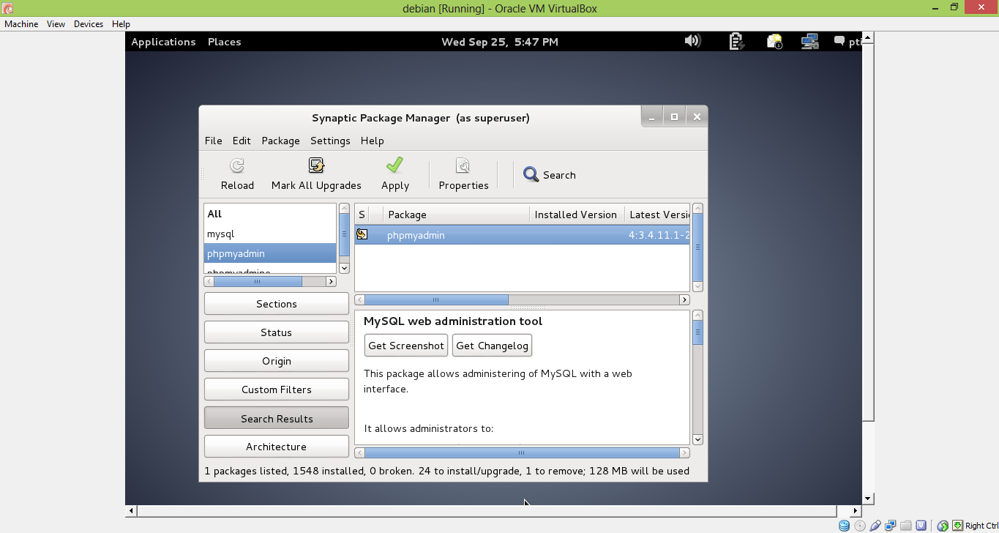 debian [Running] - Oracle VM VirtualBox
Machine View Devices Help
Applications Places Wed Sep 25, 5:47 PM
Synaptic Package Manager (as superuser)
File Edit Package Settings Help
Reload Mark All Upgrades Apply Properties Search
All
mysql
phpmyadmin
S Package Installed Version Latest Versi
phpmyadmin 4:3.4.11.1-2
Sections
Status
Origin
Custom Filters
Search Results
Architecture
MySQL web administration tool
Get Screenshot Get Changelog
This package allows administering of MySQL with a web
interface.
It allows administrators to:
1 packages listed, 1548 installed, 0 broken. 24 to install/upgrade, 1 to remove; 128 MB will be used
Right Ctrl